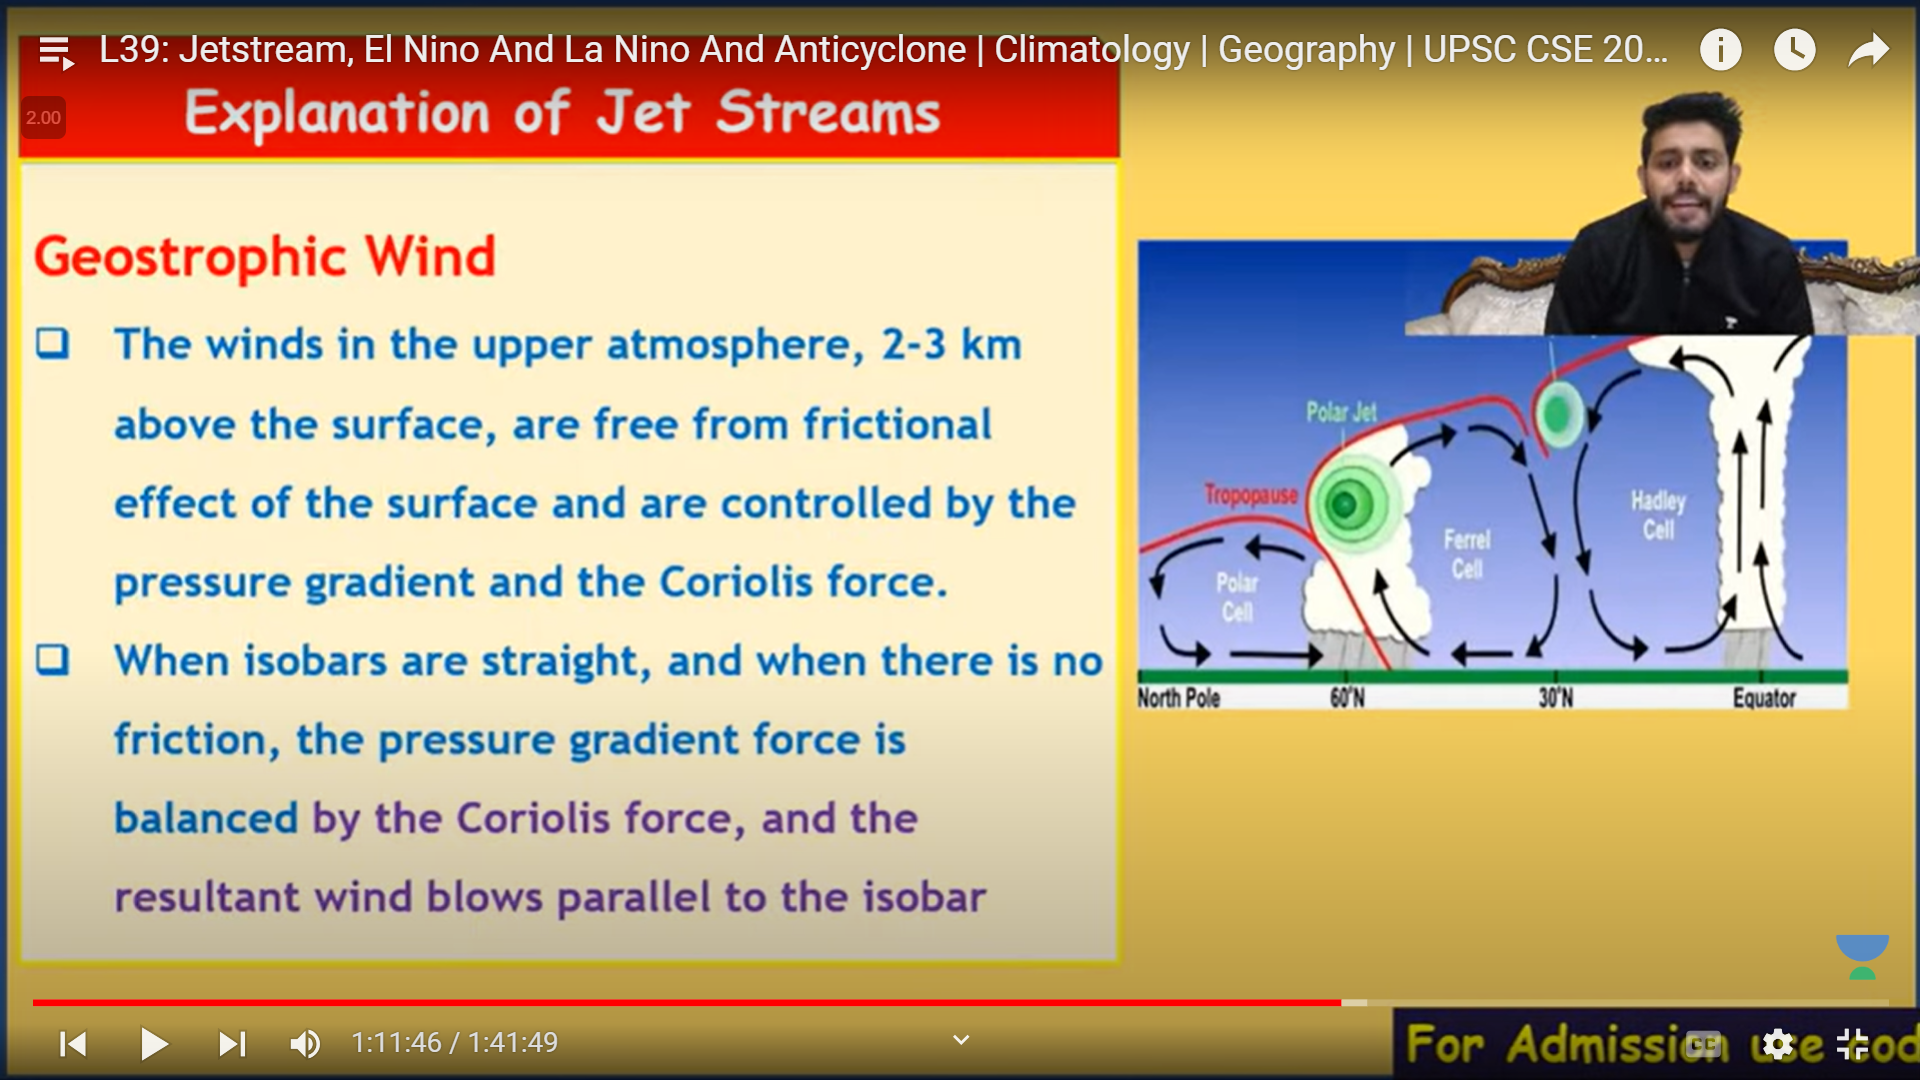 L39: Jetstream, El Nino And La Nino And Anticyclone | Climatology | Geography | UPSC CSE 20...
2.00
Explanation of Jet Streams
Geostrophic Wind
The winds in the upper atmosphere, 2-3 km
above the surface, are free from frictional
effect of the surface and are controlled by the
pressure gradient and the Coriolis force.
When isobars are straight, and when there is no
friction, the pressure gradient force is
balanced by the Coriolis force, and the
resultant wind blows parallel to the isobar
Polar Jet
Tropopause
Polar
Cell
Ferrel
Cell
Hadley
Cell
North Pole 60°N 30°N Equator
1:11:46 / 1:41:49
CC
For Admission use cod